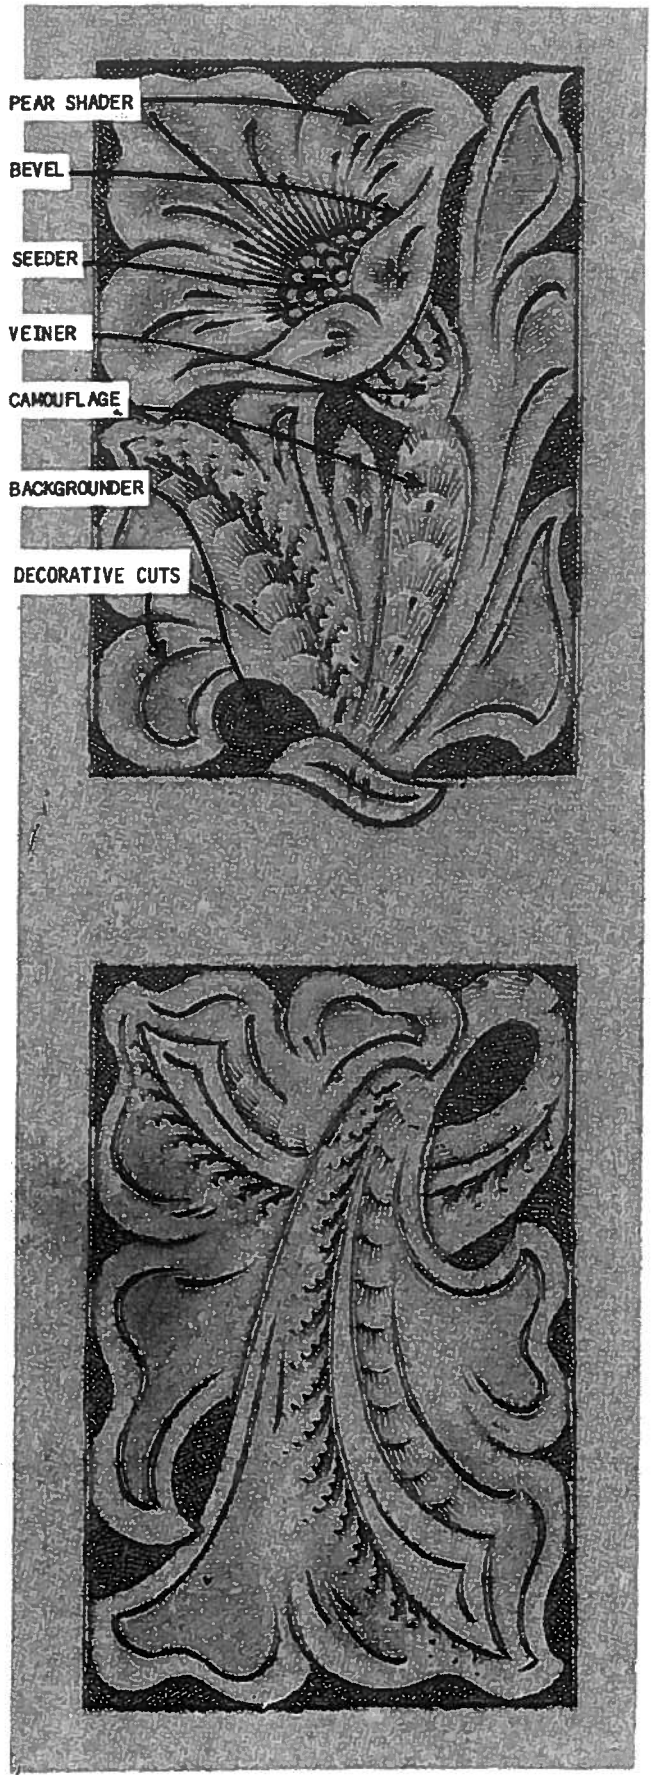 PEAR SHADER
BEVEL
SEEDER
VEINER
CAMOUFLAGE
BACKGROUNDER
DECORATIVE CUTS